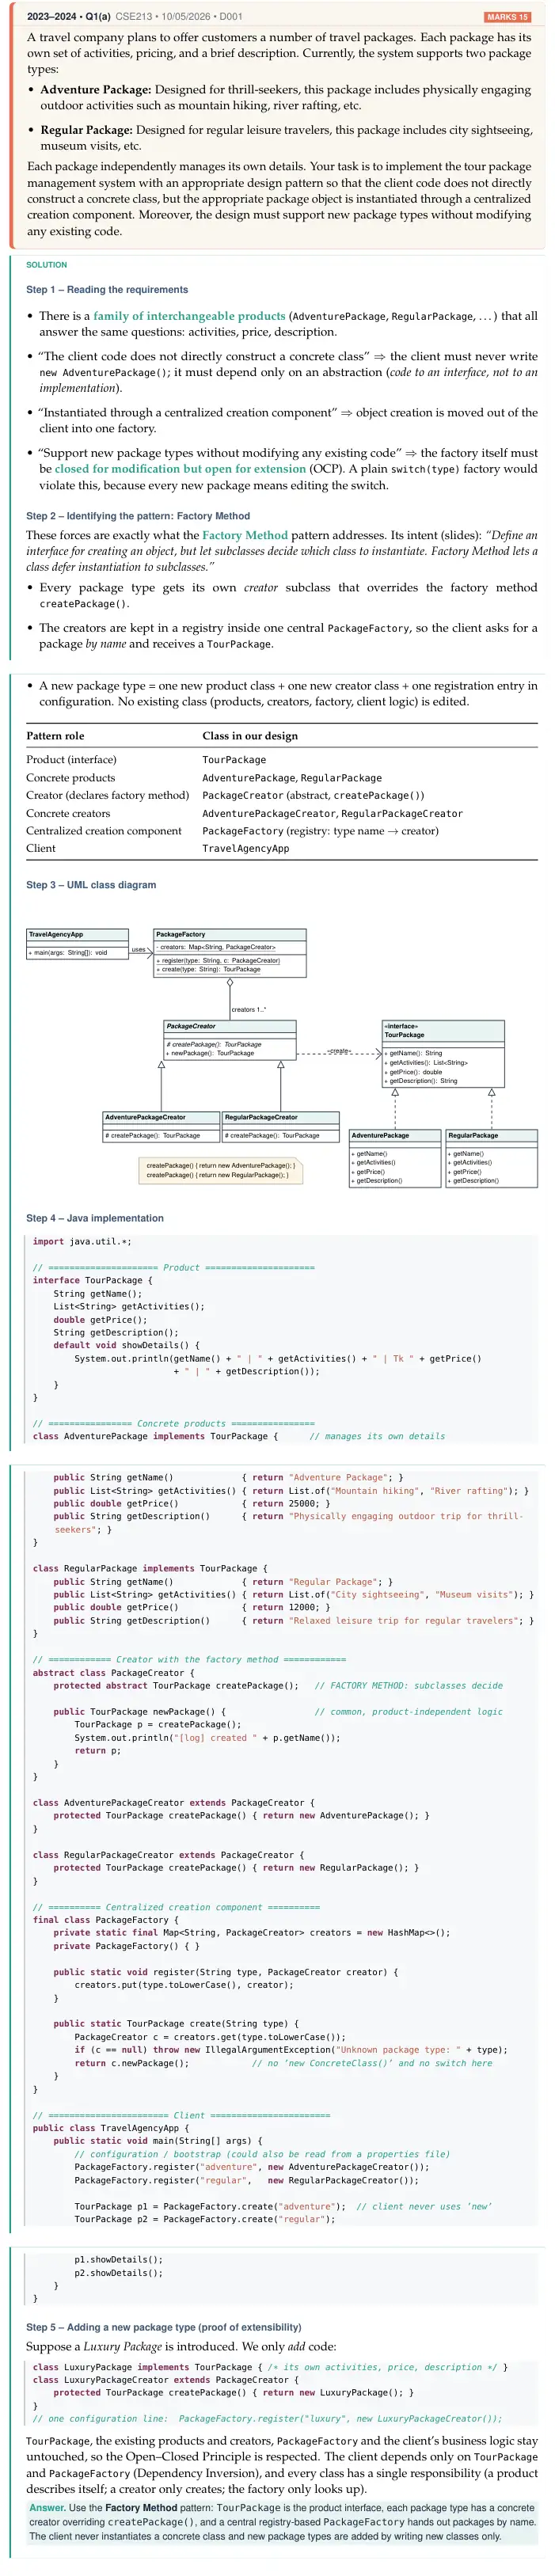 2023–2024 • Q1(a) CSE213 • 10/05/2026 • D001 MARKS 15
A travel company plans to offer customers a number of travel packages. Each package has its
own set of activities, pricing, and a brief description. Currently, the system supports two package
types:
• Adventure Package: Designed for thrill-seekers, this package includes physically engaging
outdoor activities such as mountain hiking, river rafting, etc.
• Regular Package: Designed for regular leisure travelers, this package includes city sightseeing,
museum visits, etc.
Each package independently manages its own details. Your task is to implement the tour package
management system with an appropriate design pattern so that the client code does not directly
construct a concrete class, but the appropriate package object is instantiated through a centralized
creation component. Moreover, the design must support new package types without modifying
any existing code.
SOLUTION
Step 1 – Reading the requirements
• There is a family of interchangeable products (AdventurePackage, RegularPackage, ...) that all
answer the same questions: activities, price, description.
• “The client code does not directly construct a concrete class” ⇒ the client must never write
new AdventurePackage(); it must depend only on an abstraction (code to an interface, not to an
implementation).
• “Instantiated through a centralized creation component” ⇒ object creation is moved out of the
client into one factory.
• “Support new package types without modifying any existing code” ⇒ the factory itself must
be closed for modification but open for extension (OCP). A plain switch(type) factory would
violate this, because every new package means editing the switch.
Step 2 – Identifying the pattern: Factory Method
These forces are exactly what the Factory Method pattern addresses. Its intent (slides): “Define an
interface for creating an object, but let subclasses decide which class to instantiate. Factory Method lets a
class defer instantiation to subclasses.”
• Every package type gets its own creator subclass that overrides the factory method
createPackage().
• The creators are kept in a registry inside one central PackageFactory, so the client asks for a
package by name and receives a TourPackage.
• A new package type = one new product class + one new creator class + one registration entry in
configuration. No existing class (products, creators, factory, client logic) is edited.
Pattern role Class in our design
Product (interface) TourPackage
Concrete products AdventurePackage, RegularPackage
Creator (declares factory method) PackageCreator (abstract, createPackage())
Concrete creators AdventurePackageCreator, RegularPackageCreator
Centralized creation component PackageFactory (registry: type name → creator)
Client TravelAgencyApp
Step 3 – UML class diagram
TravelAgencyApp
+ main(args: String[]): void
uses
PackageFactory
- creators: Map<String, PackageCreator>
+ register(type: String, c: PackageCreator)
+ create(type: String): TourPackage
creators 1..*
PackageCreator
# createPackage(): TourPackage
+ newPackage(): TourPackage
«create»
«interface»
TourPackage
+ getName(): String
+ getActivities(): List<String>
+ getPrice(): double
+ getDescription(): String
AdventurePackageCreator
# createPackage(): TourPackage
RegularPackageCreator
# createPackage(): TourPackage
AdventurePackage
+ getName()
+ getActivities()
+ getPrice()
+ getDescription()
RegularPackage
+ getName()
+ getActivities()
+ getPrice()
+ getDescription()
createPackage() { return new AdventurePackage(); }
createPackage() { return new RegularPackage(); }
Step 4 – Java implementation
import java.util.*;
// ===================== Product =====================
interface TourPackage {
String getName();
List<String> getActivities();
double getPrice();
String getDescription();
default void showDetails() {
System.out.println(getName() + " | " + getActivities() + " | Tk " + getPrice()
+ " | " + getDescription());
}
}
// ================ Concrete products ================
class AdventurePackage implements TourPackage { // manages its own details
public String getName() { return "Adventure Package"; }
public List<String> getActivities() { return List.of("Mountain hiking", "River rafting"); }
public double getPrice() { return 25000; }
public String getDescription() { return "Physically engaging outdoor trip for thrill-
seekers"; }
}
class RegularPackage implements TourPackage {
public String getName() { return "Regular Package"; }
public List<String> getActivities() { return List.of("City sightseeing", "Museum visits"); }
public double getPrice() { return 12000; }
public String getDescription() { return "Relaxed leisure trip for regular travelers"; }
}
// ============ Creator with the factory method ============
abstract class PackageCreator {
protected abstract TourPackage createPackage(); // FACTORY METHOD: subclasses decide
public TourPackage newPackage() { // common, product-independent logic
TourPackage p = createPackage();
System.out.println("[log] created " + p.getName());
return p;
}
}
class AdventurePackageCreator extends PackageCreator {
protected TourPackage createPackage() { return new AdventurePackage(); }
}
class RegularPackageCreator extends PackageCreator {
protected TourPackage createPackage() { return new RegularPackage(); }
}
// ========== Centralized creation component ==========
final class PackageFactory {
private static final Map<String, PackageCreator> creators = new HashMap<>();
private PackageFactory() { }
public static void register(String type, PackageCreator creator) {
creators.put(type.toLowerCase(), creator);
}
public static TourPackage create(String type) {
PackageCreator c = creators.get(type.toLowerCase());
if (c == null) throw new IllegalArgumentException("Unknown package type: " + type);
return c.newPackage(); // no ’new ConcreteClass()’ and no switch here
}
}
// ======================= Client =======================
public class TravelAgencyApp {
public static void main(String[] args) {
// configuration / bootstrap (could also be read from a properties file)
PackageFactory.register("adventure", new AdventurePackageCreator());
PackageFactory.register("regular", new RegularPackageCreator());
TourPackage p1 = PackageFactory.create("adventure"); // client never uses ’new’
TourPackage p2 = PackageFactory.create("regular");
p1.showDetails();
p2.showDetails();
}
}
Step 5 – Adding a new package type (proof of extensibility)
Suppose a Luxury Package is introduced. We only add code:
class LuxuryPackage implements TourPackage { /* its own activities, price, description */ }
class LuxuryPackageCreator extends PackageCreator {
protected TourPackage createPackage() { return new LuxuryPackage(); }
}
// one configuration line: PackageFactory.register("luxury", new LuxuryPackageCreator());
TourPackage, the existing products and creators, PackageFactory and the client’s business logic stay
untouched, so the Open–Closed Principle is respected. The client depends only on TourPackage
and PackageFactory (Dependency Inversion), and every class has a single responsibility (a product
describes itself; a creator only creates; the factory only looks up).
Answer. Use the Factory Method pattern: TourPackage is the product interface, each package type has a concrete
creator overriding createPackage(), and a central registry-based PackageFactory hands out packages by name.
The client never instantiates a concrete class and new package types are added by writing new classes only.